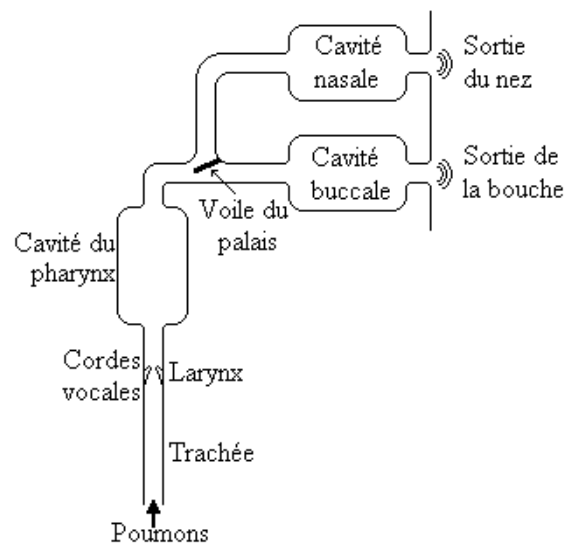 Cavité
nasale
Sortie
du nez
Cavité
buccale
Sortie de
la bouche
Voile du
palais
Cavité du
pharynx
Cordes
vocales
Larynx
Trachée
Poumons